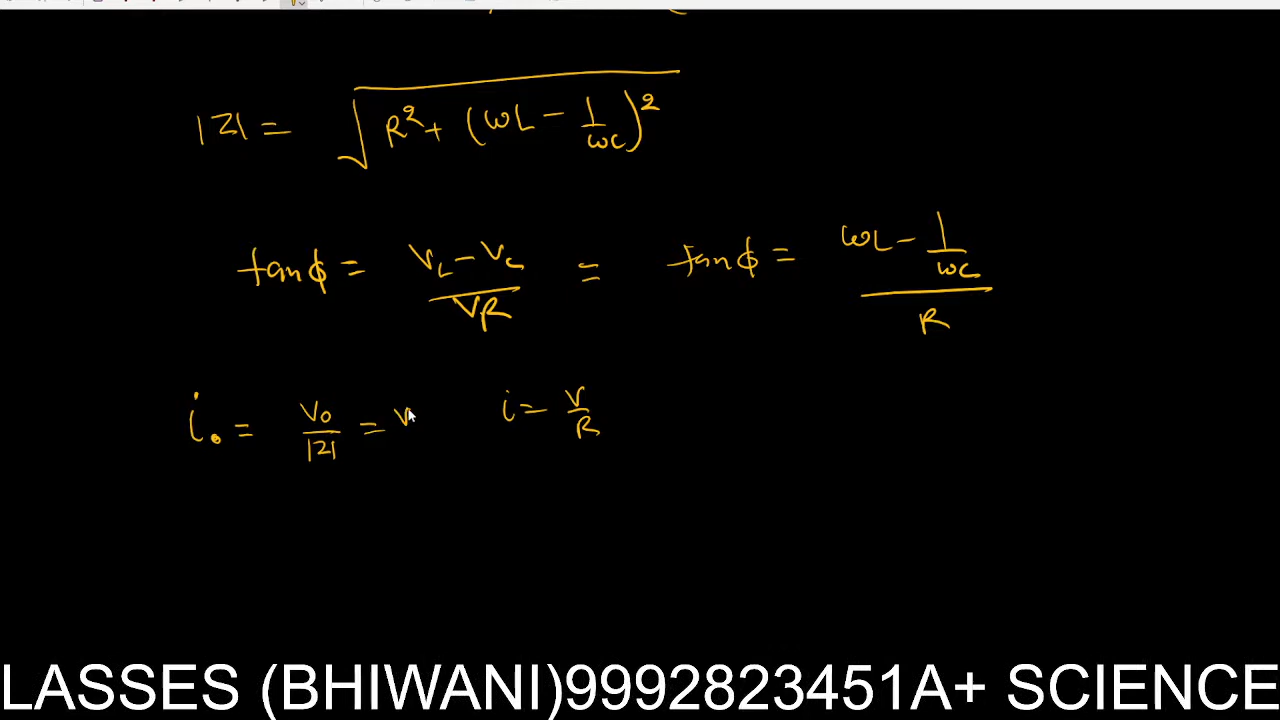 |Z| = √(R² + (ωL - 1/ωC)²)
tanφ = (V_L - V_C)/V_R = tanφ = (ωL - 1/ωC)/R
i₀ = V₀/|Z| = V i = V/R
LASSES (BHIWANI)9992823451A+ SCIENCE